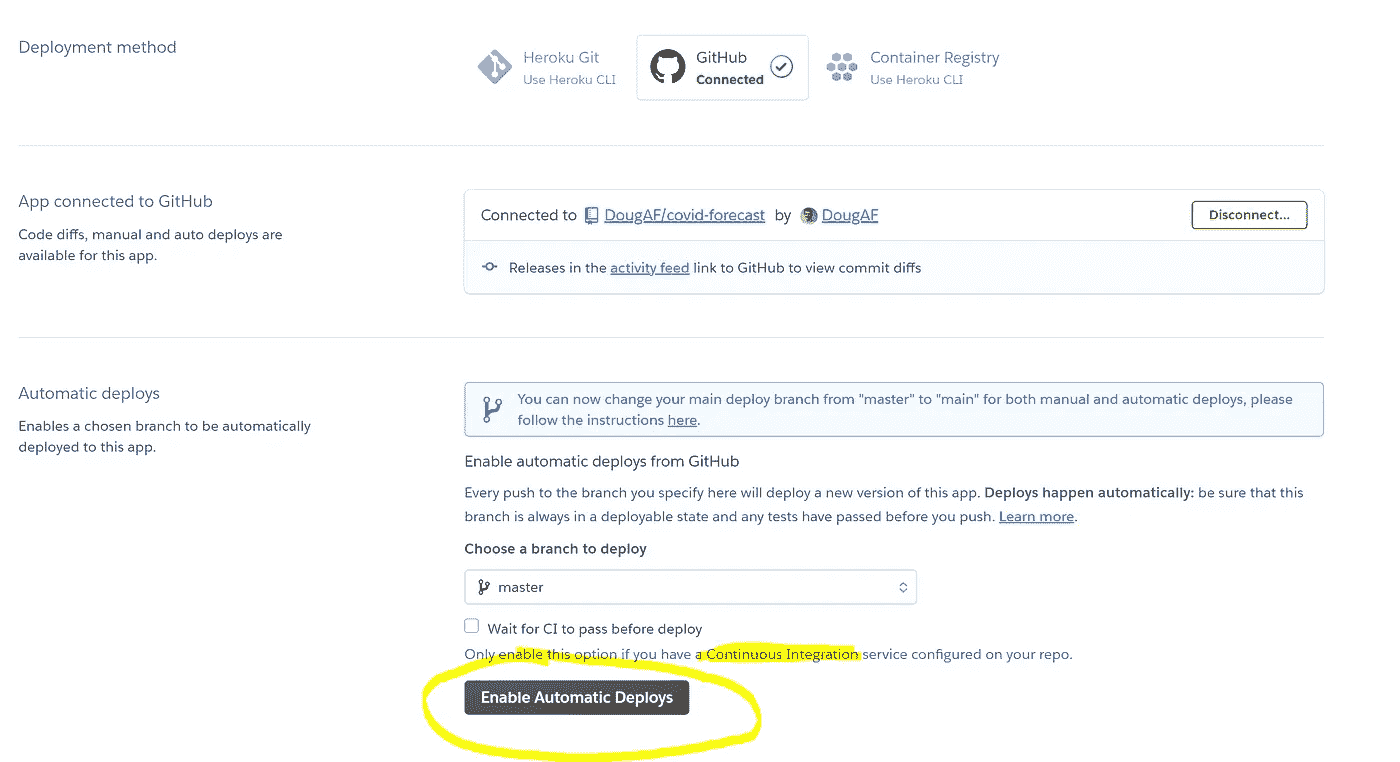 Deployment method
Heroku Git
Use Heroku CLI
GitHub
Connected
Container Registry
Use Heroku CLI
App connected to GitHub
Code diffs, manual and auto deploys are
available for this app.
Connected to DougAF/covid-forecast by DougAF
Disconnect...
Releases in the activity feed link to GitHub to view commit diffs
Automatic deploys
Enables a chosen branch to be automatically
deployed to this app.
You can now change your main deploy branch from "master" to "main" for both manual and automatic deploys, please
follow the instructions here.
Enable automatic deploys from GitHub
Every push to the branch you specify here will deploy a new version of this app. Deploys happen automatically: be sure that this
branch is always in a deployable state and any tests have passed before you push. Learn more.
Choose a branch to deploy
master
Wait for CI to pass before deploy
Only enable this option if you have a Continuous Integration service configured on your repo.
Enable Automatic Deploys